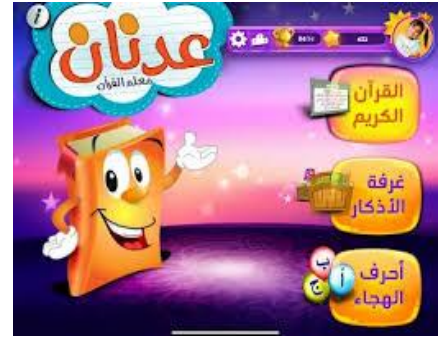 عدنان
معلم القرآن
القرآن
الكريم
غرفة
الأذكار
أحرف
الهجاء
أ
ب
ج